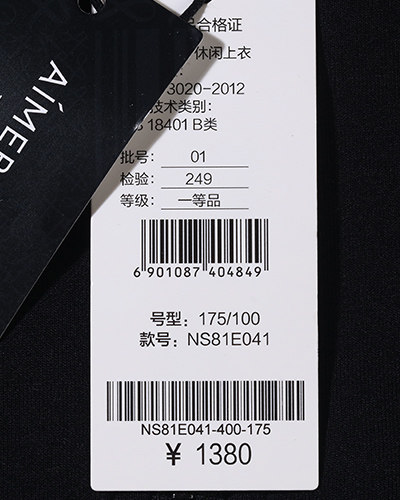 合格证
休闲上衣
3020-2012
技术类别:
18401 B类
批号: 01
检验: 249
等级: 一等品
6 901087 404849
号型: 175/100
款号: NS81E041
NS81E041-400-175
¥ 1380
AIMER